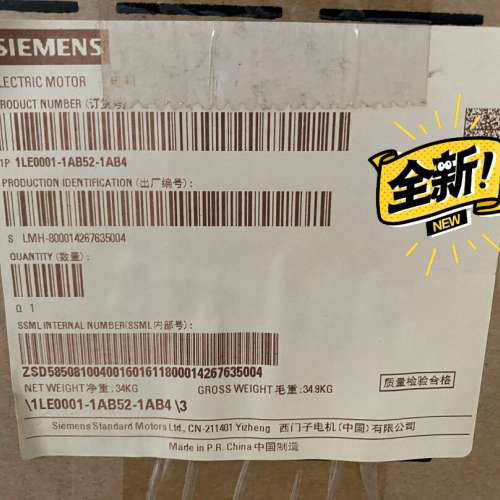 SIEMENS
ELECTRIC MOTOR
PRODUCT NUMBER (订货号)
1P 1LE0001-1AB52-1AB4
PRODUCTION IDENTIFICATION (出厂编号):
S LMH-800014267635004
QUANTITY (数量):
Q 1
SSML INTERNAL NUMBER(SSML内部号):
ZSD585081004001601611800014267635004
NET WEIGHT 净重:34KG GROSS WEIGHT 毛重:34.9KG
质量检验合格
\1LE0001-1AB52-1AB4 \3
Siemens Standard Motors Ltd., CN-211401 Yizheng 西门子电机(中国)有限公司
Made in P.R. China 中国制造
全新!
NEW